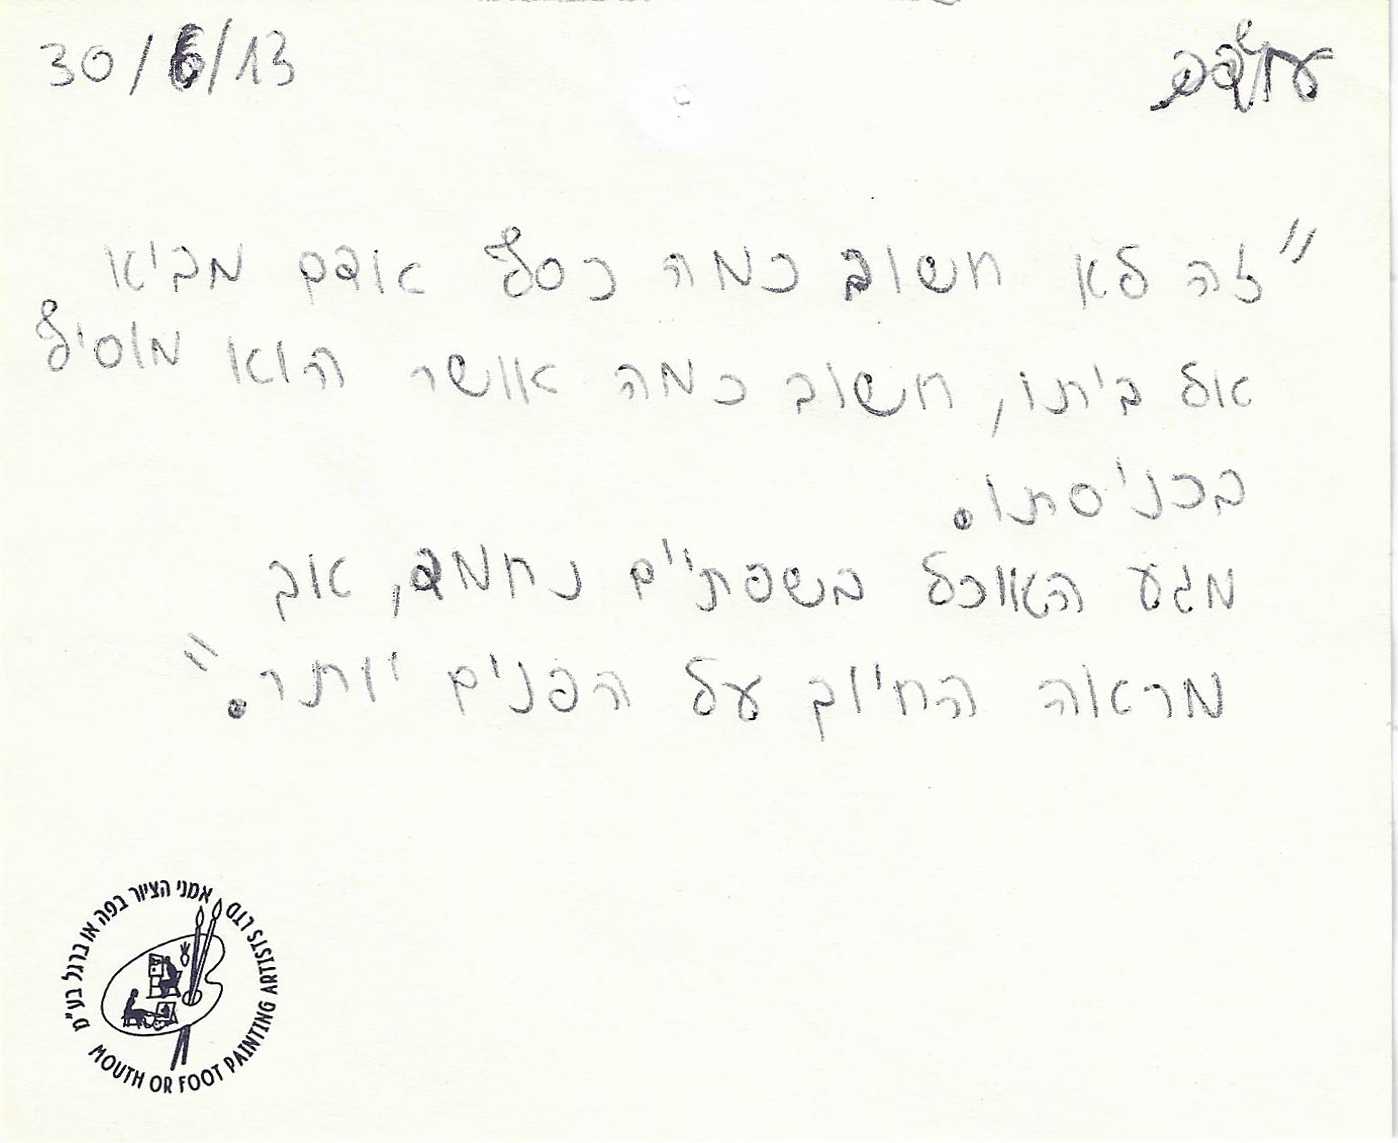 30/6/13
"זה לא חשוב כמה כסף אדם מביא
אל ביתו, חשוב כמה אושר הוא מוסיף
בכניסתו.
מגע האוכל בשפתיים נחמד, אך
מראה החיוך על הפנים יותר."
אמני הציור בפה או ברגל בע"מ
MOUTH OR FOOT PAINTING ARTISTS LTD